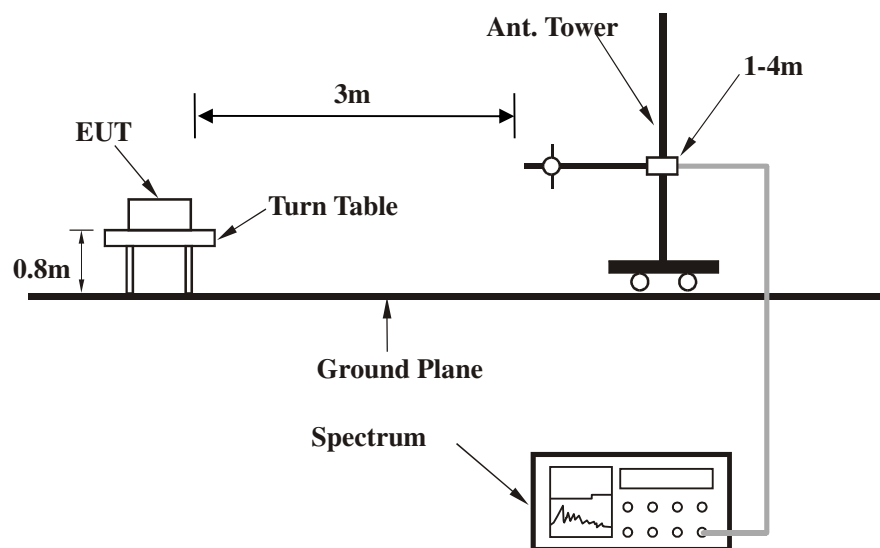 Ant. Tower
1-4m
3m
EUT
Turn Table
0.8m
Ground Plane
Spectrum